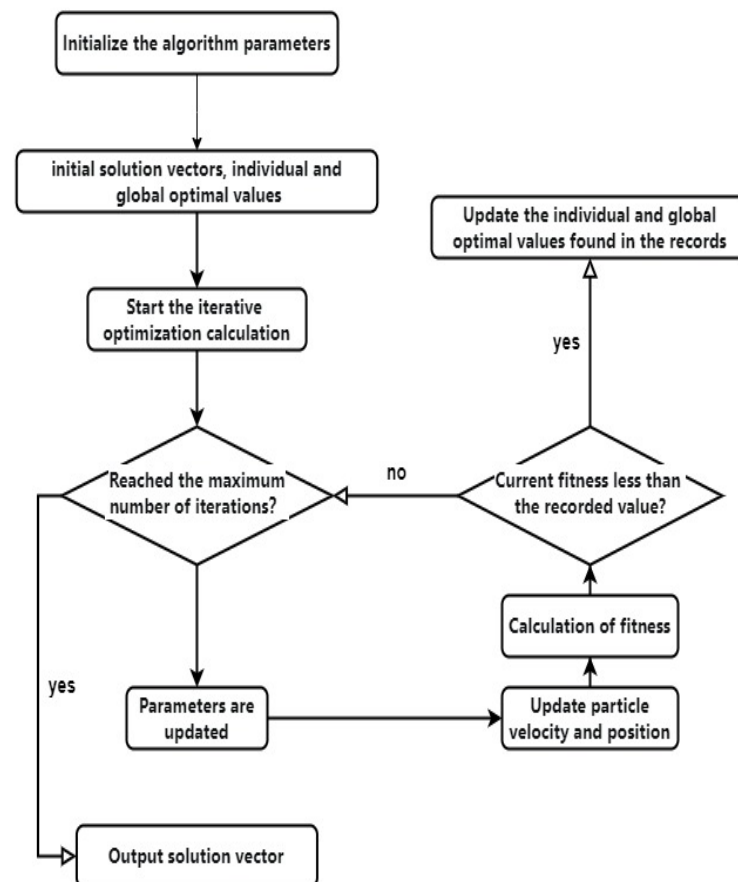 Initialize the algorithm parameters
initial solution vectors, individual and
global optimal values
Update the individual and global
optimal values found in the records
Start the iterative
optimization calculation
yes
Reached the maximum
number of iterations?
no
Current fitness less than
the recorded value?
Calculation of fitness
yes
Parameters are
updated
Update particle
velocity and position
Output solution vector